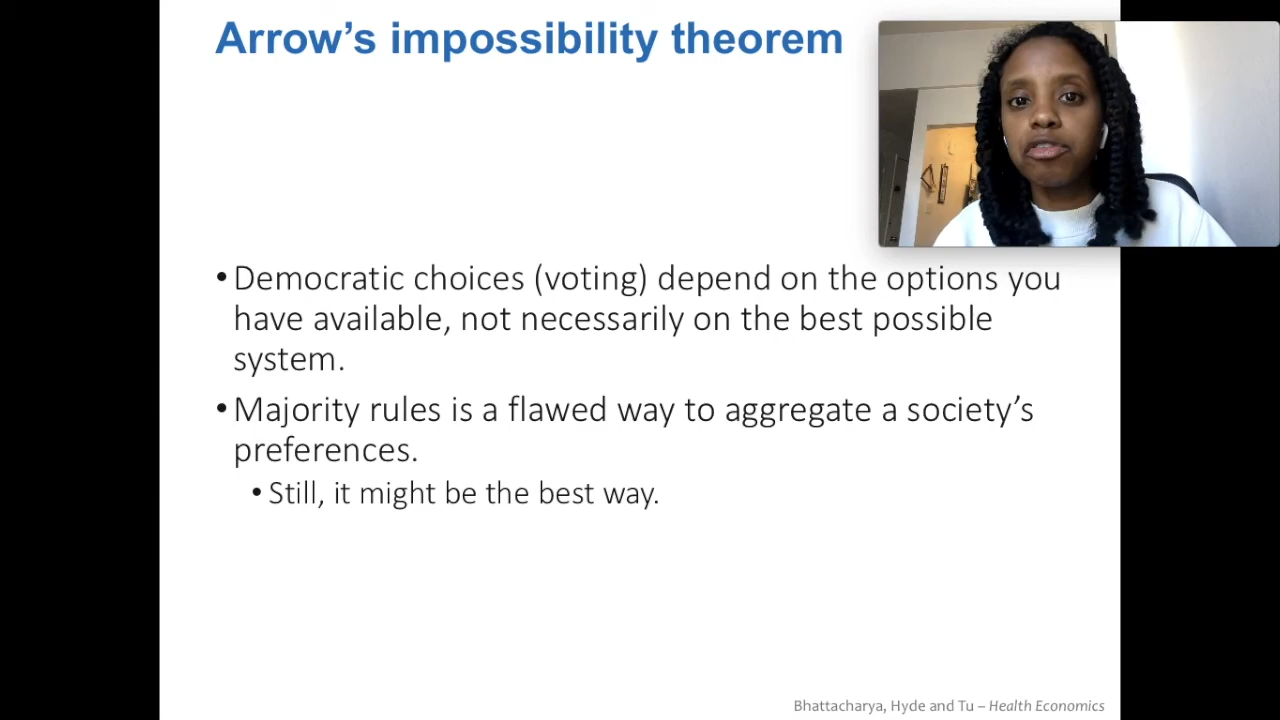 Arrow’s impossibility theorem
•Democratic choices (voting) depend on the options you
have available, not necessarily on the best possible
system.
•Majority rules is a flawed way to aggregate a society’s
preferences.
•Still, it might be the best way.
Bhattacharya, Hyde and Tu – Health Economics